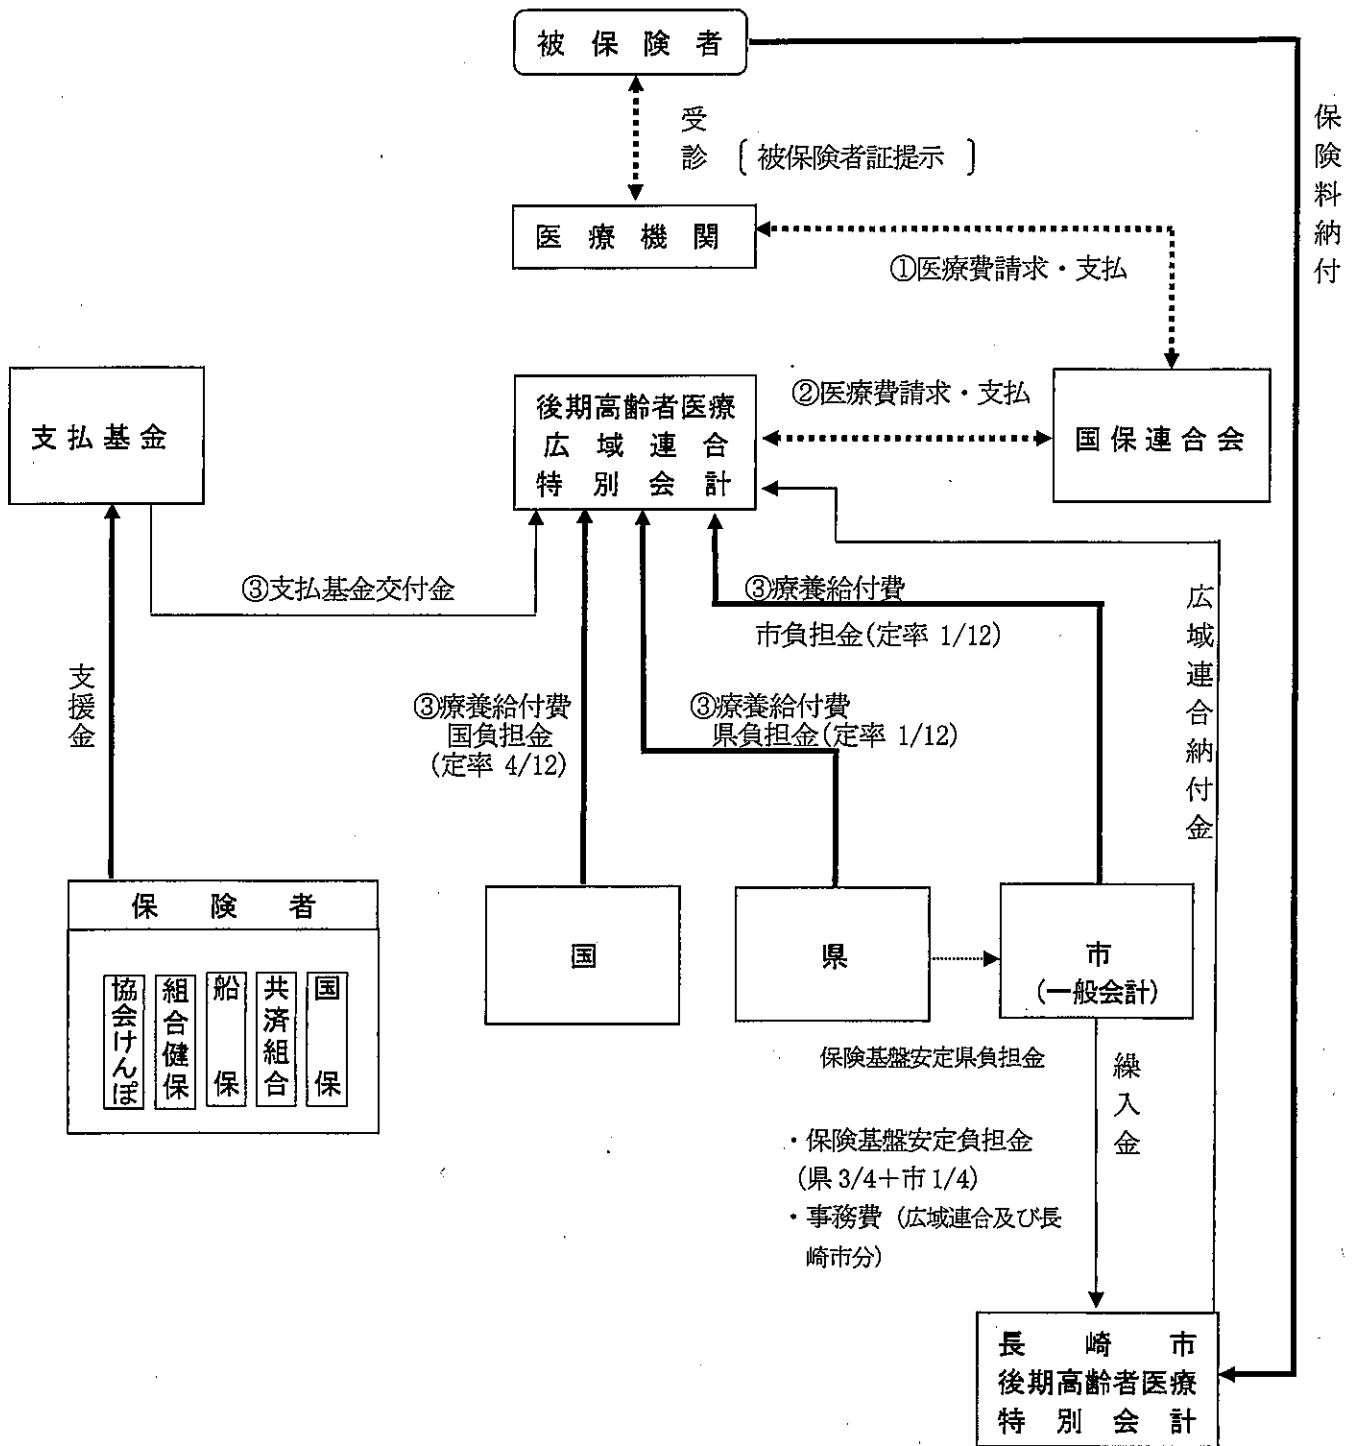 被保険者
受診
〔被保険者証提示〕
保険料納付
医療機関
①医療費請求・支払
支払基金
後期高齢者医療
広域連合
特別会計
②医療費請求・支払
国保連合会
③支払基金交付金
③療養給付費
市負担金(定率 1/12)
広域連合納付金
支援金
③療養給付費
国負担金
(定率 4/12)
③療養給付費
県負担金(定率 1/12)
保険者
協会けんぽ
組合健保
船保
共済組合
国保
国
県
市
(一般会計)
保険基盤安定県負担金
繰入金
・保険基盤安定負担金
(県 3/4+市 1/4)
・事務費(広域連合及び長
崎市分)
長崎市
後期高齢者医療
特別会計